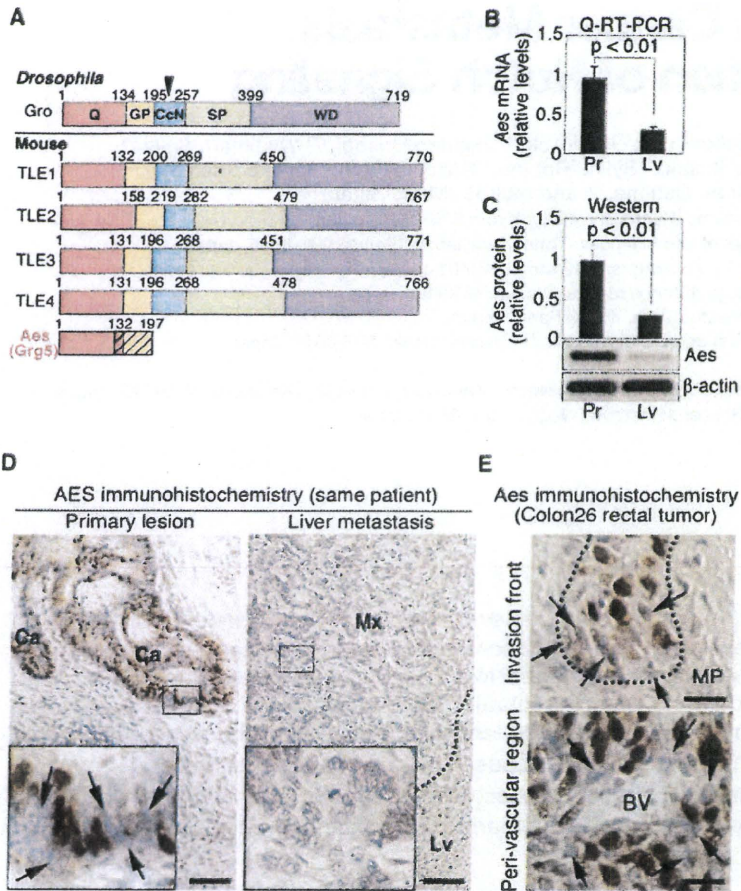 A
Drosophila
1 134 195 257 399 719
Gro Q GP CcN SP WD
Mouse
1 132 200 269 450 770
TLE1
1 158 219 282 479 767
TLE2
1 131 196 268 451 771
TLE3
1 131 196 268 478 766
TLE4
1 132 197
Aes
(Grg5)
B
Q-RT-PCR
1.5
p < 0.01
1
0.5
0
Aes mRNA
(relative levels)
Pr Lv
C
Western
1.5
p < 0.01
1
0.5
0
Aes protein
(relative levels)
Aes
β-actin
Pr Lv
D
AES immunohistochemistry (same patient)
Primary lesion Liver metastasis
Ca
Ca
Mx
Lv
E
Aes immunohistochemistry
(Colon26 rectal tumor)
Invasion front
MP
Peri-vascular region
BV